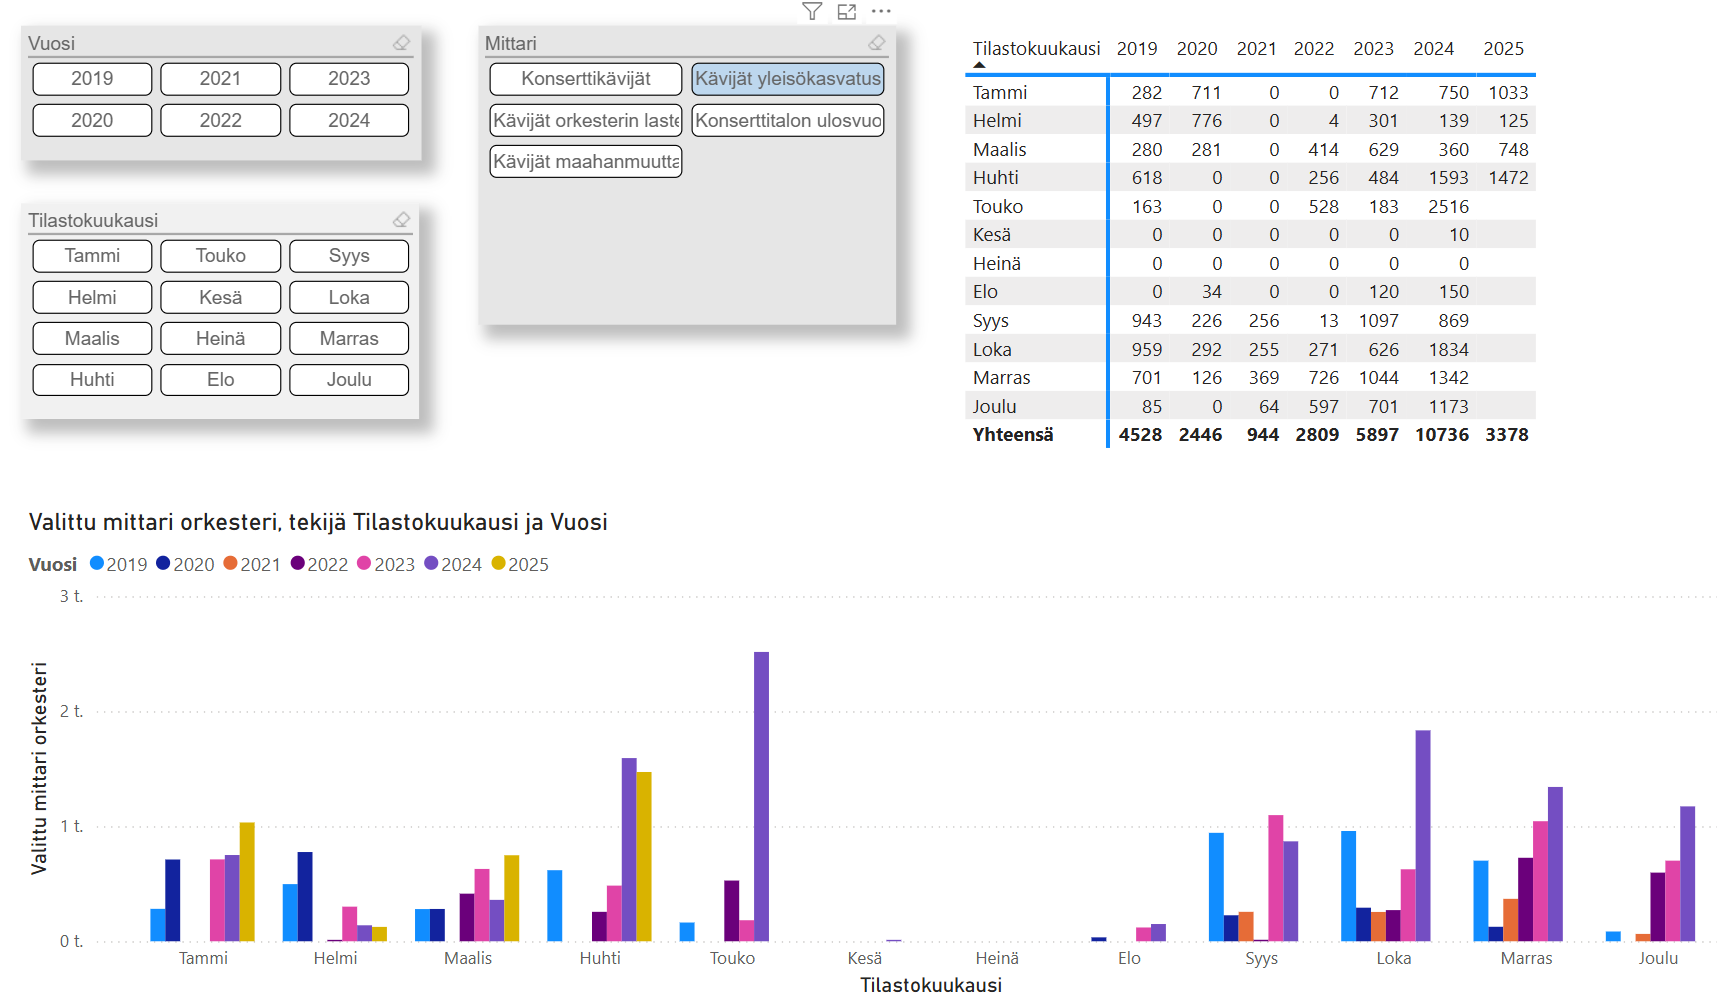 Vuosi
2019 2021 2023
2020 2022 2024
Tilastokuukausi
Tammi Touko Syys
Helmi Kesä Loka
Maalis Heinä Marras
Huhti Elo Joulu
Mittari
Konserttikävijät Kävijät yleisökasvatus
Kävijät orkesterin laste Konserttitalon ulosvuo
Kävijät maahanmuutta
Tilastokuukausi 2019 2020 2021 2022 2023 2024 2025
Tammi 282 711 0 0 712 750 1033
Helmi 497 776 0 4 301 139 125
Maalis 280 281 0 414 629 360 748
Huhti 618 0 0 256 484 1593 1472
Touko 163 0 0 528 183 2516
Kesä 0 0 0 0 0 10
Heinä 0 0 0 0 0 0
Elo 0 34 0 0 120 150
Syys 943 226 256 13 1097 869
Loka 959 292 255 271 626 1834
Marras 701 126 369 726 1044 1342
Joulu 85 0 64 597 701 1173
Yhteensä 4528 2446 944 2809 5897 10736 3378
Valittu mittari orkesteri, tekijä Tilastokuukausi ja Vuosi
Vuosi 2019 2020 2021 2022 2023 2024 2025
Valittu mittari orkesteri
3 t.
2 t.
1 t.
0 t.
Tammi Helmi Maalis Huhti Touko Kesä Heinä Elo Syys Loka Marras Joulu
Tilastokuukausi